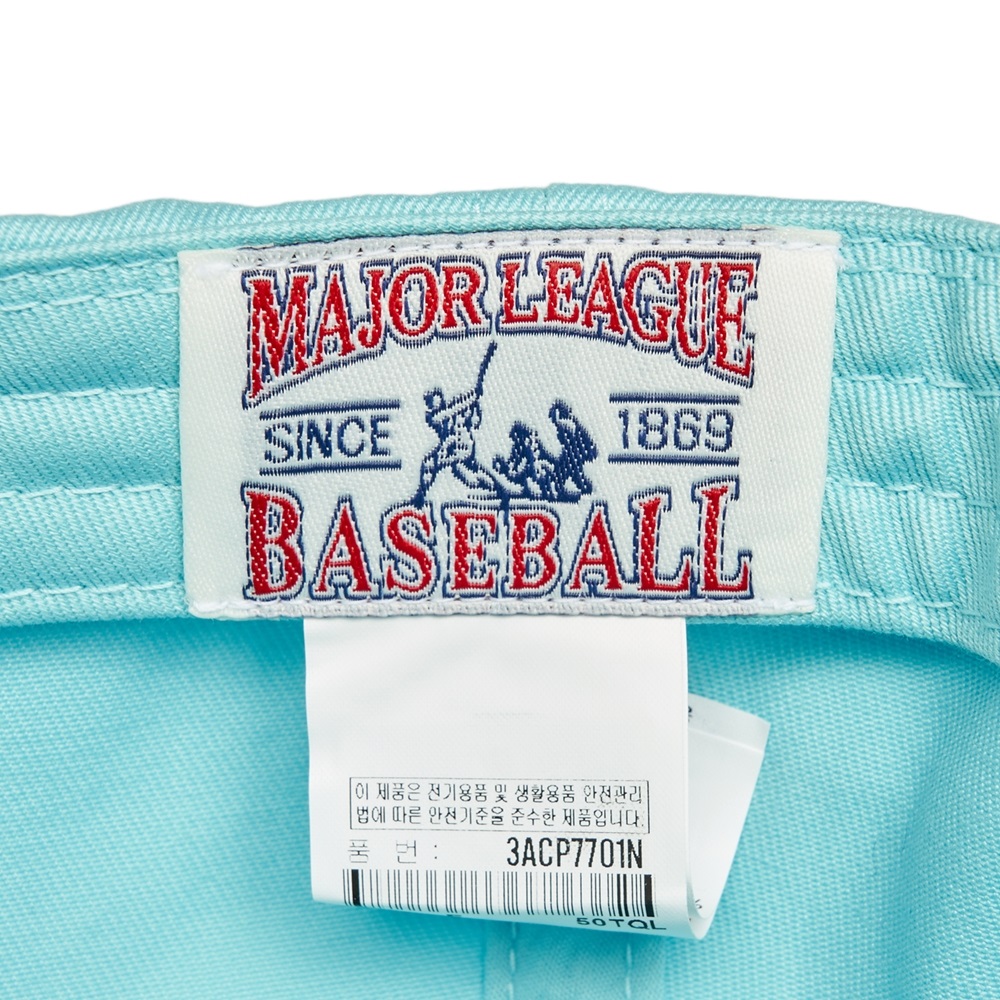 MAJOR LEAGUE
SINCE 1869
BASEBALL
이 제품은 전기용품 및 생활용품 안전관리
법에 따른 안전기준을 준수한 제품입니다.
품 번 : 3ACP7701N
50TQL